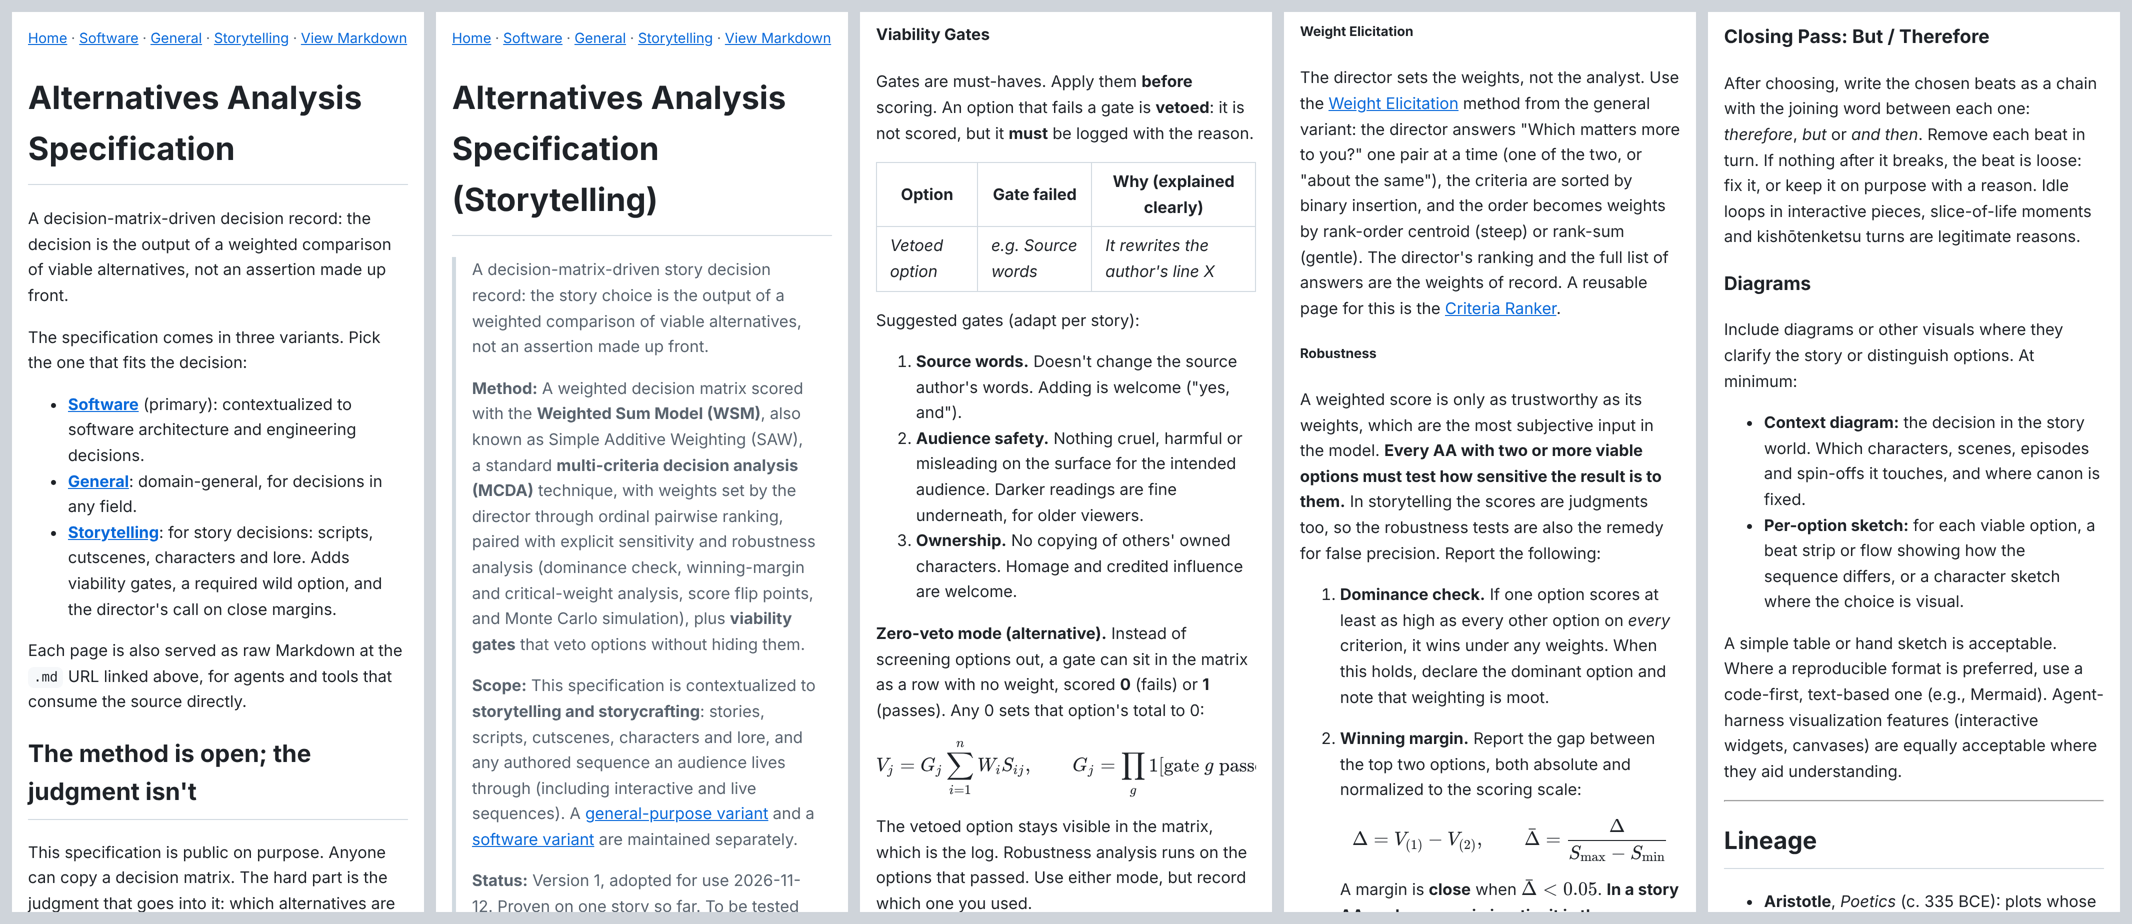 Home · Software · General · Storytelling · View Markdown
Alternatives Analysis
Specification
A decision-matrix-driven decision record: the
decision is the output of a weighted comparison
of viable alternatives, not an assertion made up
front.
The specification comes in three variants. Pick
the one that fits the decision:
• Software (primary): contextualized to
software architecture and engineering
decisions.
• General: domain-general, for decisions in
any field.
• Storytelling: for story decisions: scripts,
cutscenes, characters and lore. Adds
viability gates, a required wild option, and
the director's call on close margins.
Each page is also served as raw Markdown at the
.md URL linked above, for agents and tools that
consume the source directly.
The method is open; the
judgment isn't
This specification is public on purpose. Anyone
can copy a decision matrix. The hard part is the
judgment that goes into it: which alternatives are
Home · Software · General · Storytelling · View Markdown
Alternatives Analysis
Specification
(Storytelling)
A decision-matrix-driven story decision
record: the story choice is the output of a
weighted comparison of viable alternatives,
not an assertion made up front.
Method: A weighted decision matrix scored
with the Weighted Sum Model (WSM), also
known as Simple Additive Weighting (SAW),
a standard multi-criteria decision analysis
(MCDA) technique, with weights set by the
director through ordinal pairwise ranking,
paired with explicit sensitivity and robustness
analysis (dominance check, winning-margin
and critical-weight analysis, score flip points,
and Monte Carlo simulation), plus viability
gates that veto options without hiding them.
Scope: This specification is contextualized to
storytelling and storycrafting: stories,
scripts, cutscenes, characters and lore, and
any authored sequence an audience lives
through (including interactive and live
sequences). A general-purpose variant and a
software variant are maintained separately.
Status: Version 1, adopted for use 2026-11-
12. Proven on one story so far. To be tested
Viability Gates
Gates are must-haves. Apply them before
scoring. An option that fails a gate is vetoed: it is
not scored, but it must be logged with the reason.
Option | Gate failed | Why (explained clearly)
Vetoed option | e.g. Source words | It rewrites the author's line X
Suggested gates (adapt per story):
1. Source words. Doesn't change the source
author's words. Adding is welcome ("yes,
and").
2. Audience safety. Nothing cruel, harmful or
misleading on the surface for the intended
audience. Darker readings are fine
underneath, for older viewers.
3. Ownership. No copying of others' owned
characters. Homage and credited influence
are welcome.
Zero-veto mode (alternative). Instead of
screening options out, a gate can sit in the matrix
as a row with no weight, scored 0 (fails) or 1
(passes). Any 0 sets that option's total to 0:
V_j = G_j ∑_{i=1}^{n} W_i S_{ij}, G_j = ∏_g 1[gate g pass
The vetoed option stays visible in the matrix,
which is the log. Robustness analysis runs on the
options that passed. Use either mode, but record
which one you used.
Weight Elicitation
The director sets the weights, not the analyst. Use
the Weight Elicitation method from the general
variant: the director answers "Which matters more
to you?" one pair at a time (one of the two, or
"about the same"), the criteria are sorted by
binary insertion, and the order becomes weights
by rank-order centroid (steep) or rank-sum
(gentle). The director's ranking and the full list of
answers are the weights of record. A reusable
page for this is the Criteria Ranker.
Robustness
A weighted score is only as trustworthy as its
weights, which are the most subjective input in
the model. Every AA with two or more viable
options must test how sensitive the result is to
them. In storytelling the scores are judgments
too, so the robustness tests are also the remedy
for false precision. Report the following:
1. Dominance check. If one option scores at
least as high as every other option on every
criterion, it wins under any weights. When
this holds, declare the dominant option and
note that weighting is moot.
2. Winning margin. Report the gap between
the top two options, both absolute and
normalized to the scoring scale:
Δ = V_(1) − V_(2), Δ̄ = Δ / (S_max − S_min)
A margin is close when Δ̄ < 0.05. In a story
Closing Pass: But / Therefore
After choosing, write the chosen beats as a chain
with the joining word between each one:
therefore, but or and then. Remove each beat in
turn. If nothing after it breaks, the beat is loose:
fix it, or keep it on purpose with a reason. Idle
loops in interactive pieces, slice-of-life moments
and kishōtenketsu turns are legitimate reasons.
Diagrams
Include diagrams or other visuals where they
clarify the story or distinguish options. At
minimum:
• Context diagram: the decision in the story
world. Which characters, scenes, episodes
and spin-offs it touches, and where canon is
fixed.
• Per-option sketch: for each viable option, a
beat strip or flow showing how the
sequence differs, or a character sketch
where the choice is visual.
A simple table or hand sketch is acceptable.
Where a reproducible format is preferred, use a
code-first, text-based one (e.g., Mermaid). Agent-
harness visualization features (interactive
widgets, canvases) are equally acceptable where
they aid understanding.
Lineage
• Aristotle, Poetics (c. 335 BCE): plots whose